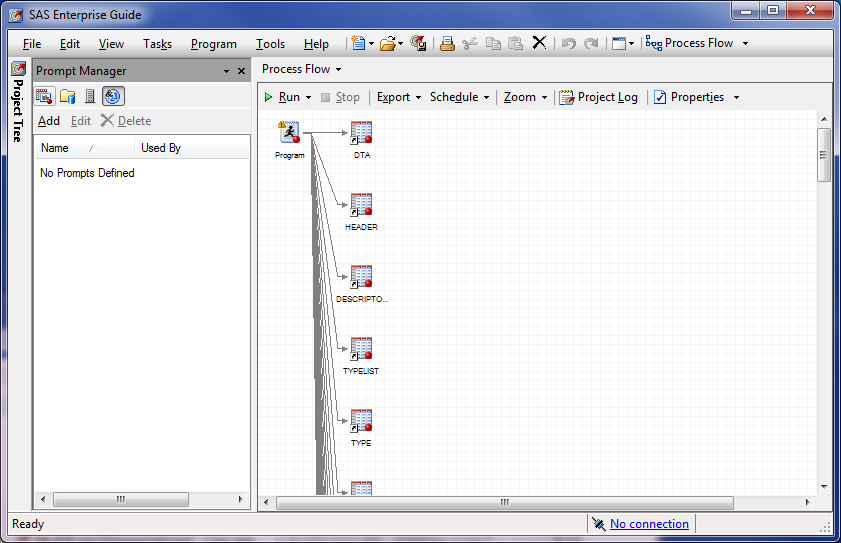 SAS Enterprise Guide
File Edit View Tasks Program Tools Help Process Flow
Project Tree
Prompt Manager
Process Flow
Run Stop Export Schedule Zoom Project Log Properties
Add Edit Delete
Name Used By
No Prompts Defined
Program
DTA
HEADER
DESCRIPTO...
TYPELIST
TYPE
Ready
No connection